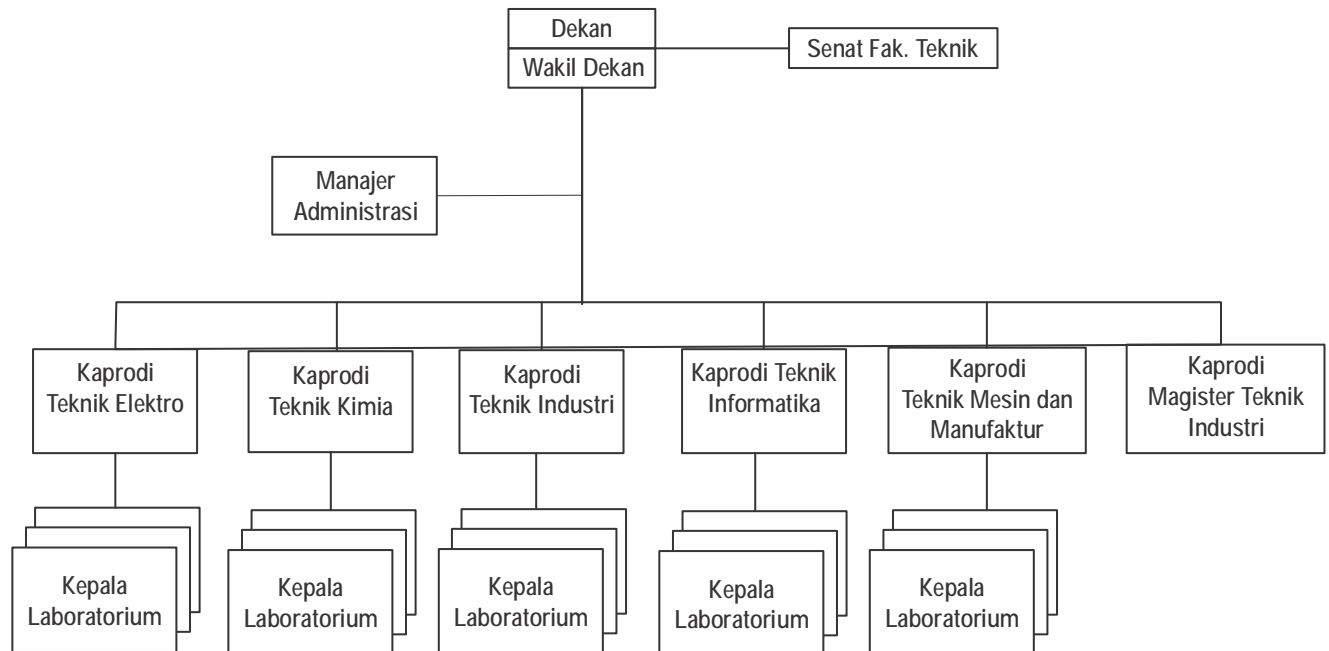 Dekan
Senat Fak. Teknik
Wakil Dekan
Manajer
Administrasi
Kaprodi
Teknik Elektro
Kaprodi
Teknik Kimia
Kaprodi
Teknik Industri
Kaprodi Teknik
Informatika
Kaprodi
Teknik Mesin dan
Manufaktur
Kaprodi
Magister Teknik
Industri
Kepala
Laboratorium
Kepala
Laboratorium
Kepala
Laboratorium
Kepala
Laboratorium
Kepala
Laboratorium